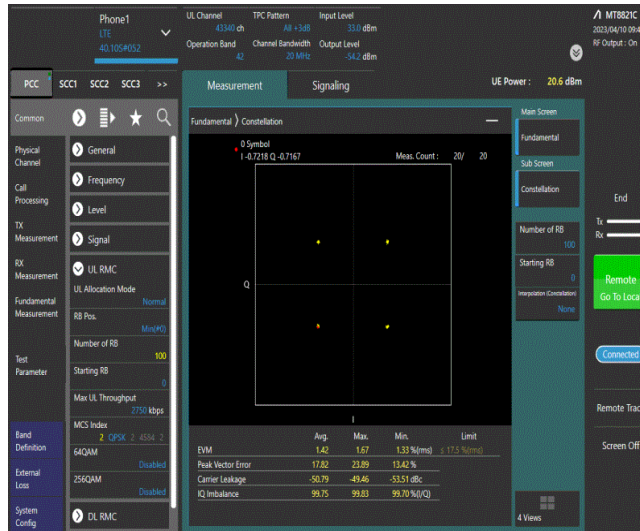 Phone1
LTE
40.105#052
UL Channel TPC Pattern Input Level
43340 ch All +3dB 33.0 dBm
Operation Band Channel Bandwidth Output Level
42 20 MHz -54.2 dBm
MT8821C
2023/04/10 09:4
RF Output : On
PCC SCC1 SCC2 SCC3 >>
Measurement Signaling UE Power : 20.6 dBm
Common
Physical Channel
Call Processing
TX Measurement
RX Measurement
Fundamental Measurement
Test Parameter
Band Definition
External Loss
System Config
General
Frequency
Level
Signal
UL RMC
UL Allocation Mode
Normal
RB Pos.
Min(#0)
Number of RB
100
Starting RB
0
Max UL Throughput
2750 kbps
MCS Index
2 QPSK 2 4584 2
64QAM
Disabled
256QAM
Disabled
DL RMC
Fundamental Constellation
0 Symbol
I -0.7218 Q -0.7167 Meas. Count : 20/ 20
Q
I
Avg. Max. Min. Limit
EVM 1.42 1.67 1.33 %(rms) ≤ 17.5 %(rms)
Peak Vector Error 17.82 23.89 13.42 %
Carrier Leakage -50.79 -49.46 -53.51 dBc
IQ Imbalance 99.75 99.83 99.70 %(I/Q)
Main Screen
Fundamental
Sub Screen
Constellation
Number of RB
100
Starting RB
0
Interpolation (Constellation)
None
4 Views
End
Tx
Rx
Remote
Go To Loca
Connected
Remote Trac
Screen Off